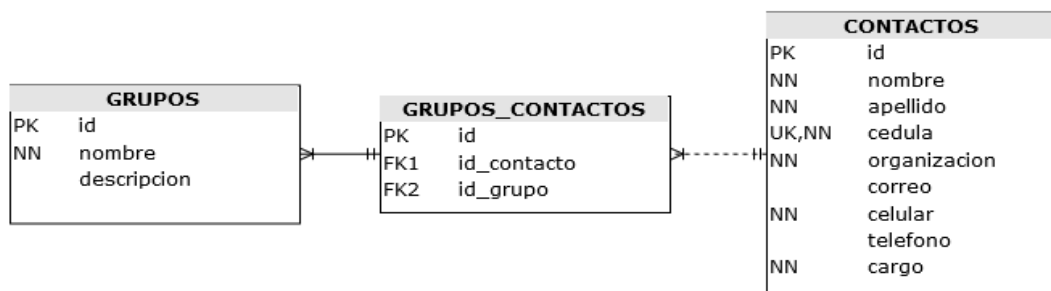 GRUPOS
PK id
NN nombre
descripcion
GRUPOS_CONTACTOS
PK id
FK1 id_contacto
FK2 id_grupo
CONTACTOS
PK id
NN nombre
NN apellido
UK,NN cedula
NN organizacion
correo
NN celular
telefono
NN cargo